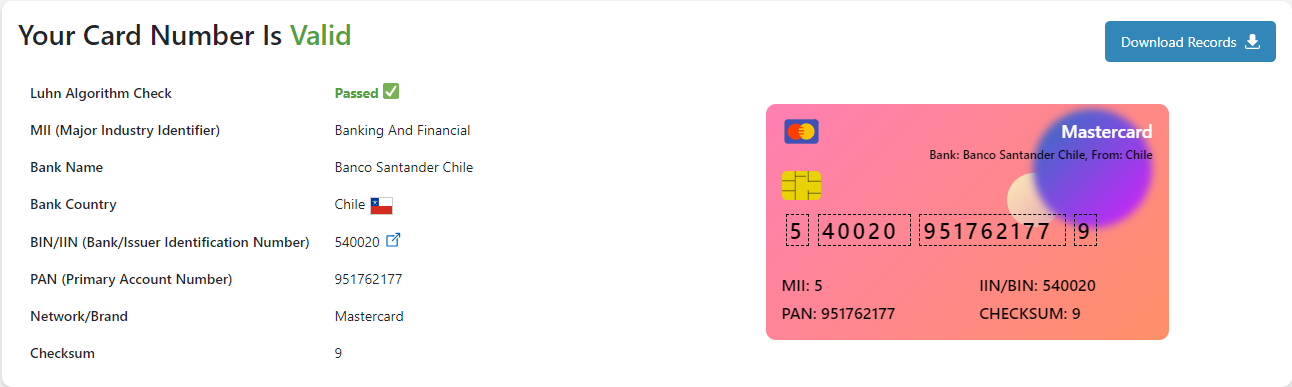 Your Card Number Is Valid
Download Records
Luhn Algorithm Check Passed
MII (Major Industry Identifier) Banking And Financial
Bank Name Banco Santander Chile
Bank Country Chile
BIN/IIN (Bank/Issuer Identification Number) 540020
PAN (Primary Account Number) 951762177
Network/Brand Mastercard
Checksum 9
Mastercard
Bank: Banco Santander Chile, From: Chile
5 40020 951762177 9
MII: 5 IIN/BIN: 540020
PAN: 951762177 CHECKSUM: 9